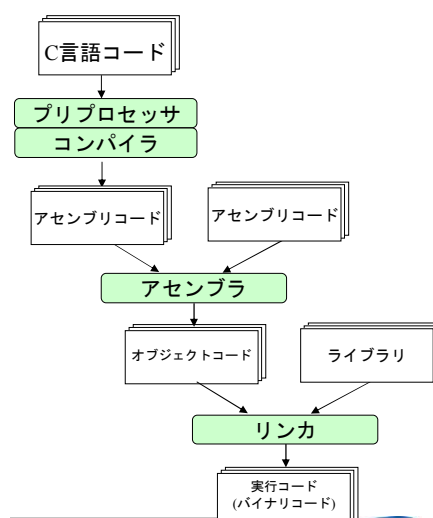 C言語コード
プリプロセッサ
コンパイラ
アセンブリコード
アセンブリコード
アセンブラ
オブジェクトコード
ライブラリ
リンカ
実行コード
(バイナリコード)